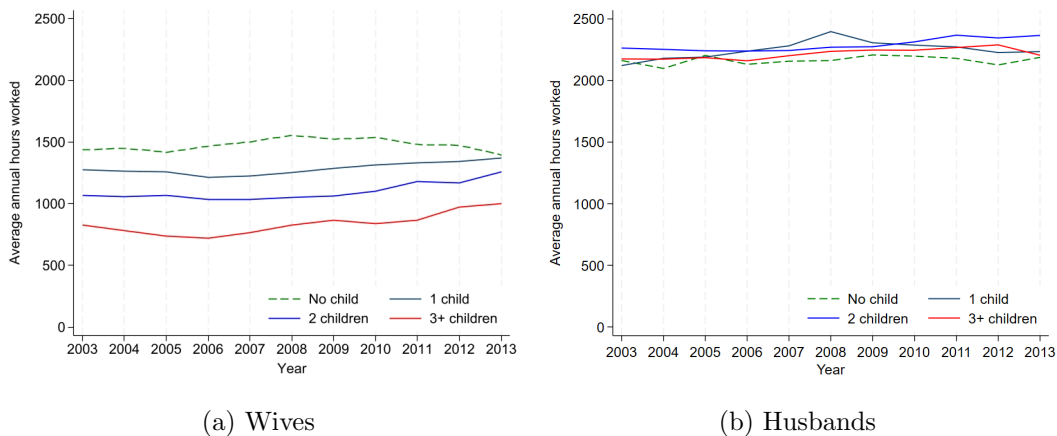 2500
2000
1500
1000
500
0
Average annual hours worked
No child
1 child
2 children
3+ children
2003 2004 2005 2006 2007 2008 2009 2010 2011 2012 2013
Year
(a) Wives
2500
2000
1500
1000
500
0
Average annual hours worked
No child
1 child
2 children
3+ children
2003 2004 2005 2006 2007 2008 2009 2010 2011 2012 2013
Year
(b) Husbands